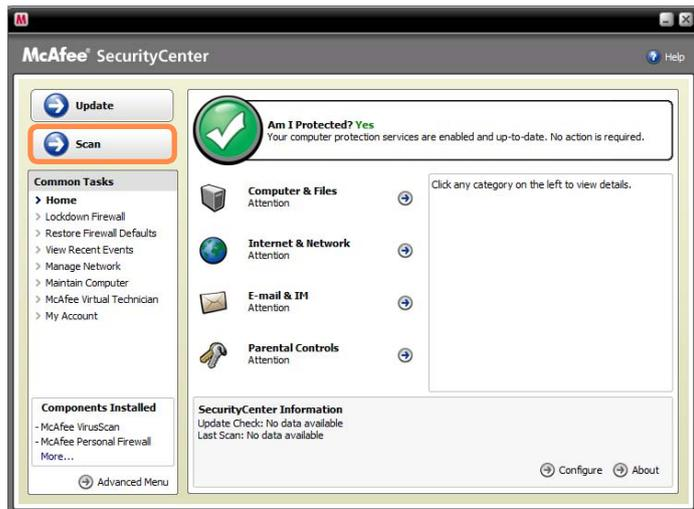 McAfee® SecurityCenter
Help
Update
Scan
Common Tasks
> Home
> Lockdown Firewall
> Restore Firewall Defaults
> View Recent Events
> Manage Network
> Maintain Computer
> McAfee Virtual Technician
> My Account
Components Installed
- McAfee VirusScan
- McAfee Personal Firewall
More...
Advanced Menu
Am I Protected? Yes
Your computer protection services are enabled and up-to-date. No action is required.
Computer & Files
Attention
Internet & Network
Attention
E-mail & IM
Attention
Parental Controls
Attention
Click any category on the left to view details.
SecurityCenter Information
Update Check: No data available
Last Scan: No data available
Configure
About